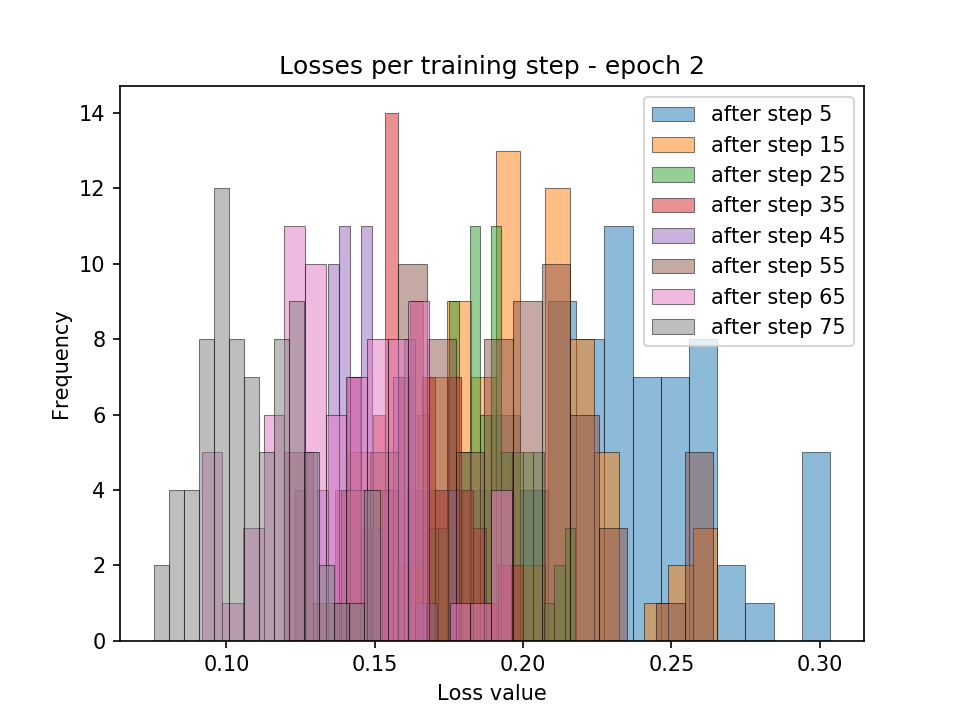 Losses per training step - epoch 2
14
12
10
8
6
4
2
0
Frequency
after step 5
after step 15
after step 25
after step 35
after step 45
after step 55
after step 65
after step 75
0.10 0.15 0.20 0.25 0.30
Loss value